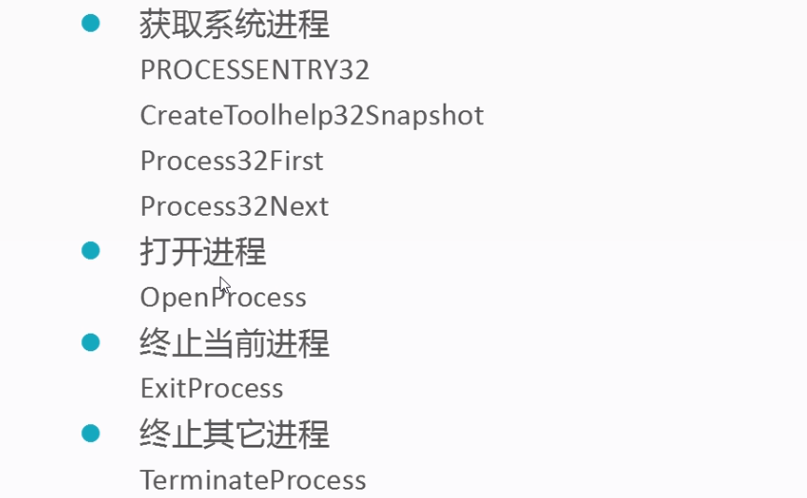 获取系统进程
PROCESSENTRY32
CreateToolhelp32Snapshot
Process32First
Process32Next
打开进程
OpenProcess
终止当前进程
ExitProcess
终止其它进程
TerminateProcess